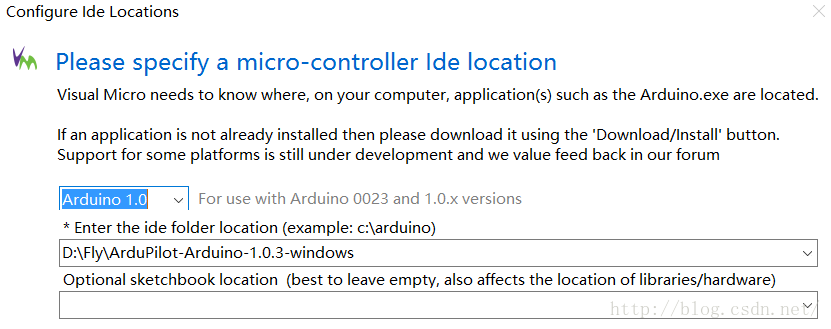 Configure Ide Locations
VM
Please specify a micro-controller Ide location
Visual Micro needs to know where, on your computer, application(s) such as the Arduino.exe are located.
If an application is not already installed then please download it using the 'Download/Install' button.
Support for some platforms is still under development and we value feed back in our forum
Arduino 1.0 For use with Arduino 0023 and 1.0.x versions
* Enter the ide folder location (example: c:\arduino)
D:\Fly\ArduPilot-Arduino-1.0.3-windows
Optional sketchbook location (best to leave empty, also affects the location of libraries/hardware)
http://blog.csdn.net/